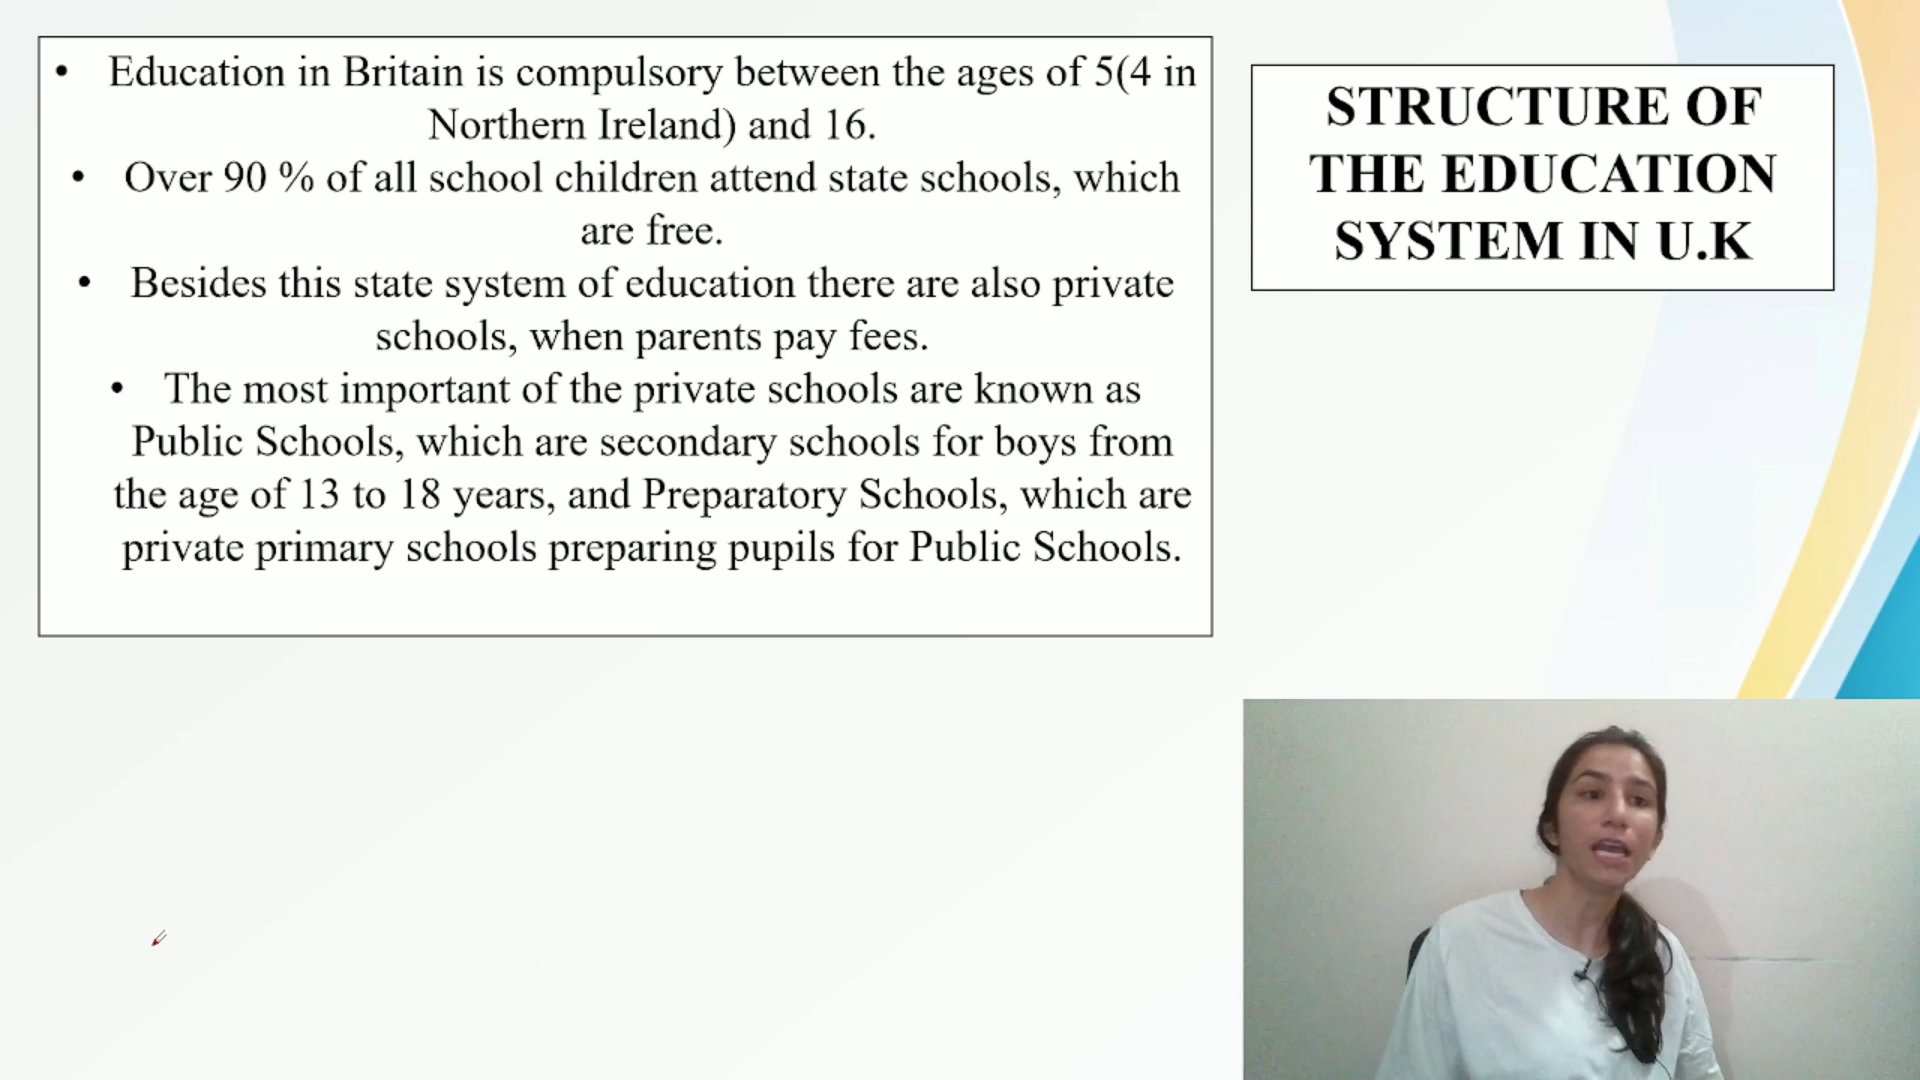 • Education in Britain is compulsory between the ages of 5(4 in
Northern Ireland) and 16.
• Over 90 % of all school children attend state schools, which
are free.
• Besides this state system of education there are also private
schools, when parents pay fees.
• The most important of the private schools are known as
Public Schools, which are secondary schools for boys from
the age of 13 to 18 years, and Preparatory Schools, which are
private primary schools preparing pupils for Public Schools.
STRUCTURE OF
THE EDUCATION
SYSTEM IN U.K